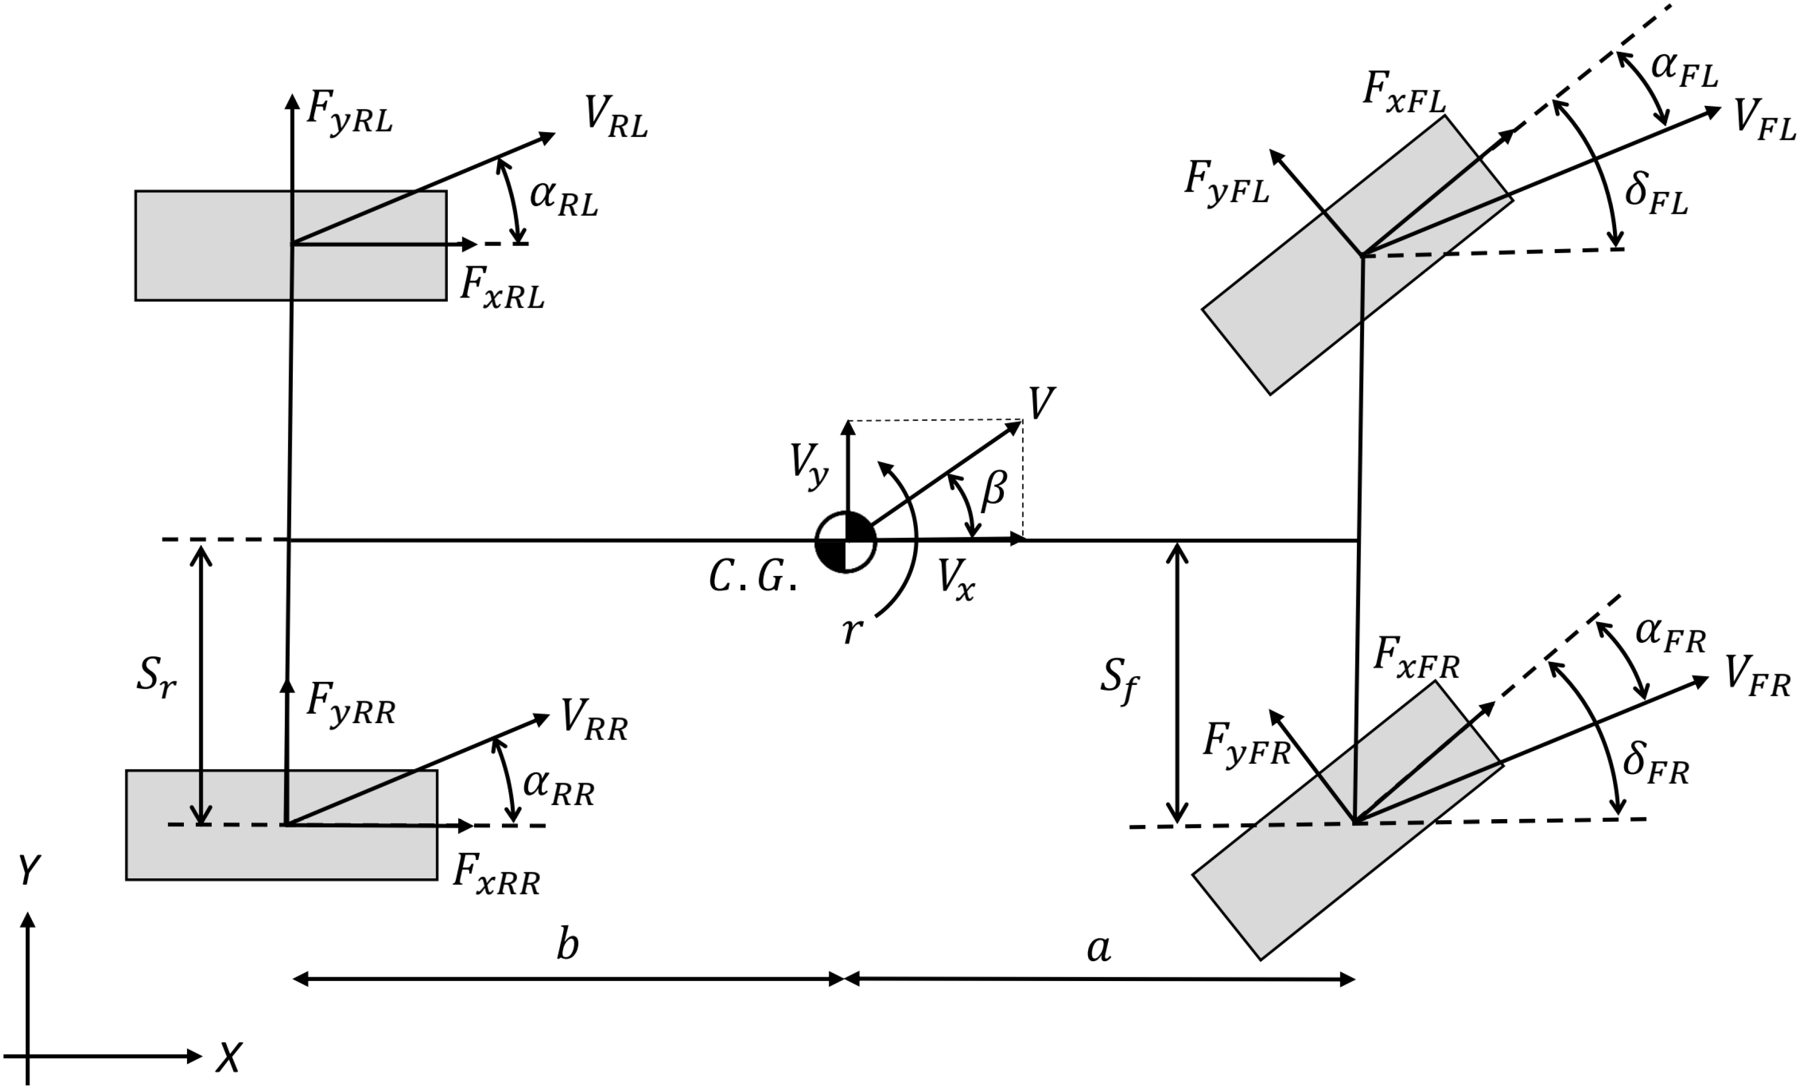 F_yRL
V_RL
α_RL
F_xRL
F_xFL
α_FL
V_FL
F_yFL
δ_FL
V
V_y
β
C.G.
V_x
r
S_r
F_yRR
V_RR
α_RR
F_xRR
S_f
F_xFR
α_FR
V_FR
F_yFR
δ_FR
Y
b
a
X